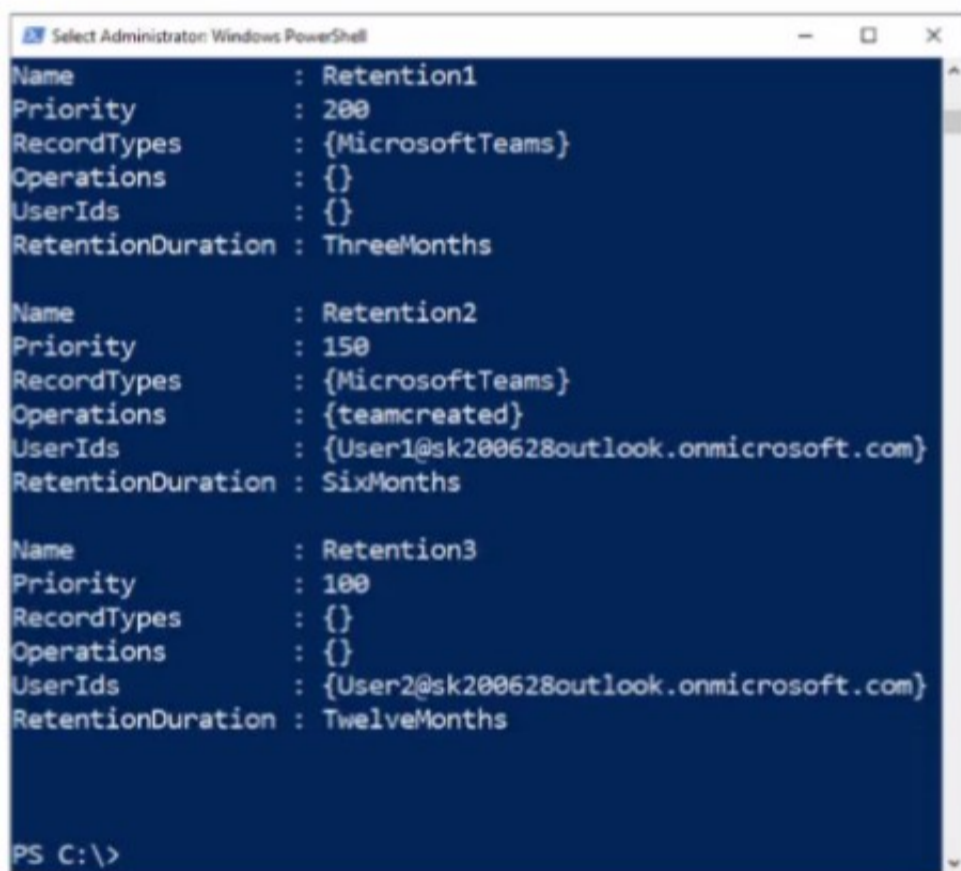 Select Administrator: Windows PowerShell
Name : Retention1
Priority : 200
RecordTypes : {MicrosoftTeams}
Operations : {}
UserIds : {}
RetentionDuration : ThreeMonths
Name : Retention2
Priority : 150
RecordTypes : {MicrosoftTeams}
Operations : {teamcreated}
UserIds : {User1@sk200628outlook.onmicrosoft.com}
RetentionDuration : SixMonths
Name : Retention3
Priority : 100
RecordTypes : {}
Operations : {}
UserIds : {User2@sk200628outlook.onmicrosoft.com}
RetentionDuration : TwelveMonths
PS C:\>